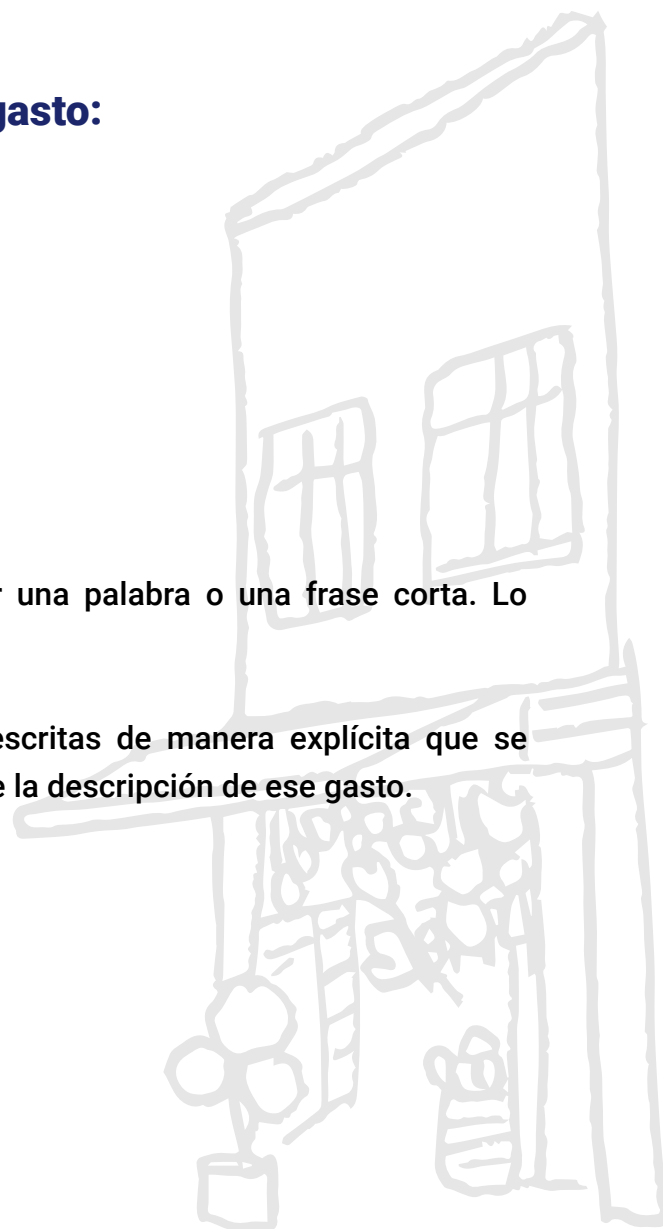 gasto:
una palabra o una frase corta. Lo
escritas de manera explícita que se
la descripción de ese gasto.